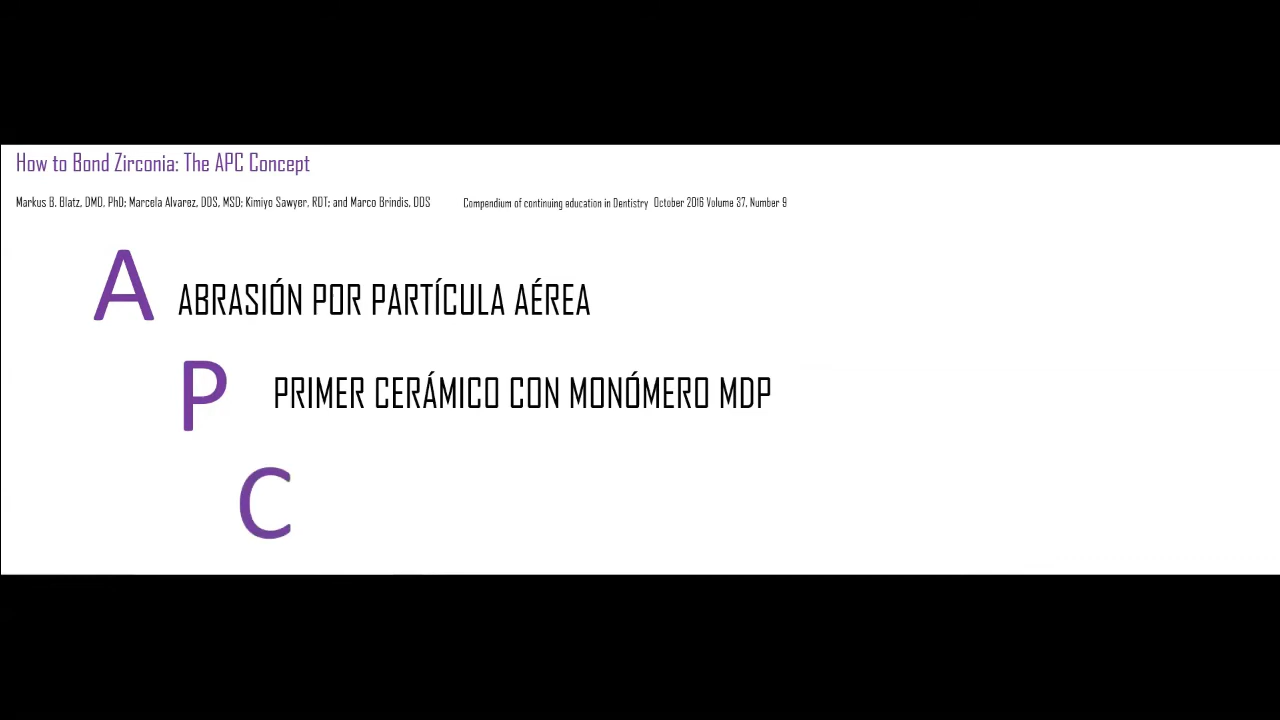 How to Bond Zirconia: The APC Concept
Markus B. Blatz, DMD, PhD; Marcela Alvarez, DDS, MSD; Kimiyo Sawyer, RDT; and Marco Brindis, DDS Compendium of continuing education in Dentistry October 2016 Volume 37, Number 9
A ABRASIÓN POR PARTÍCULA AÉREA
P PRIMER CERÁMICO CON MONÓMERO MDP
C